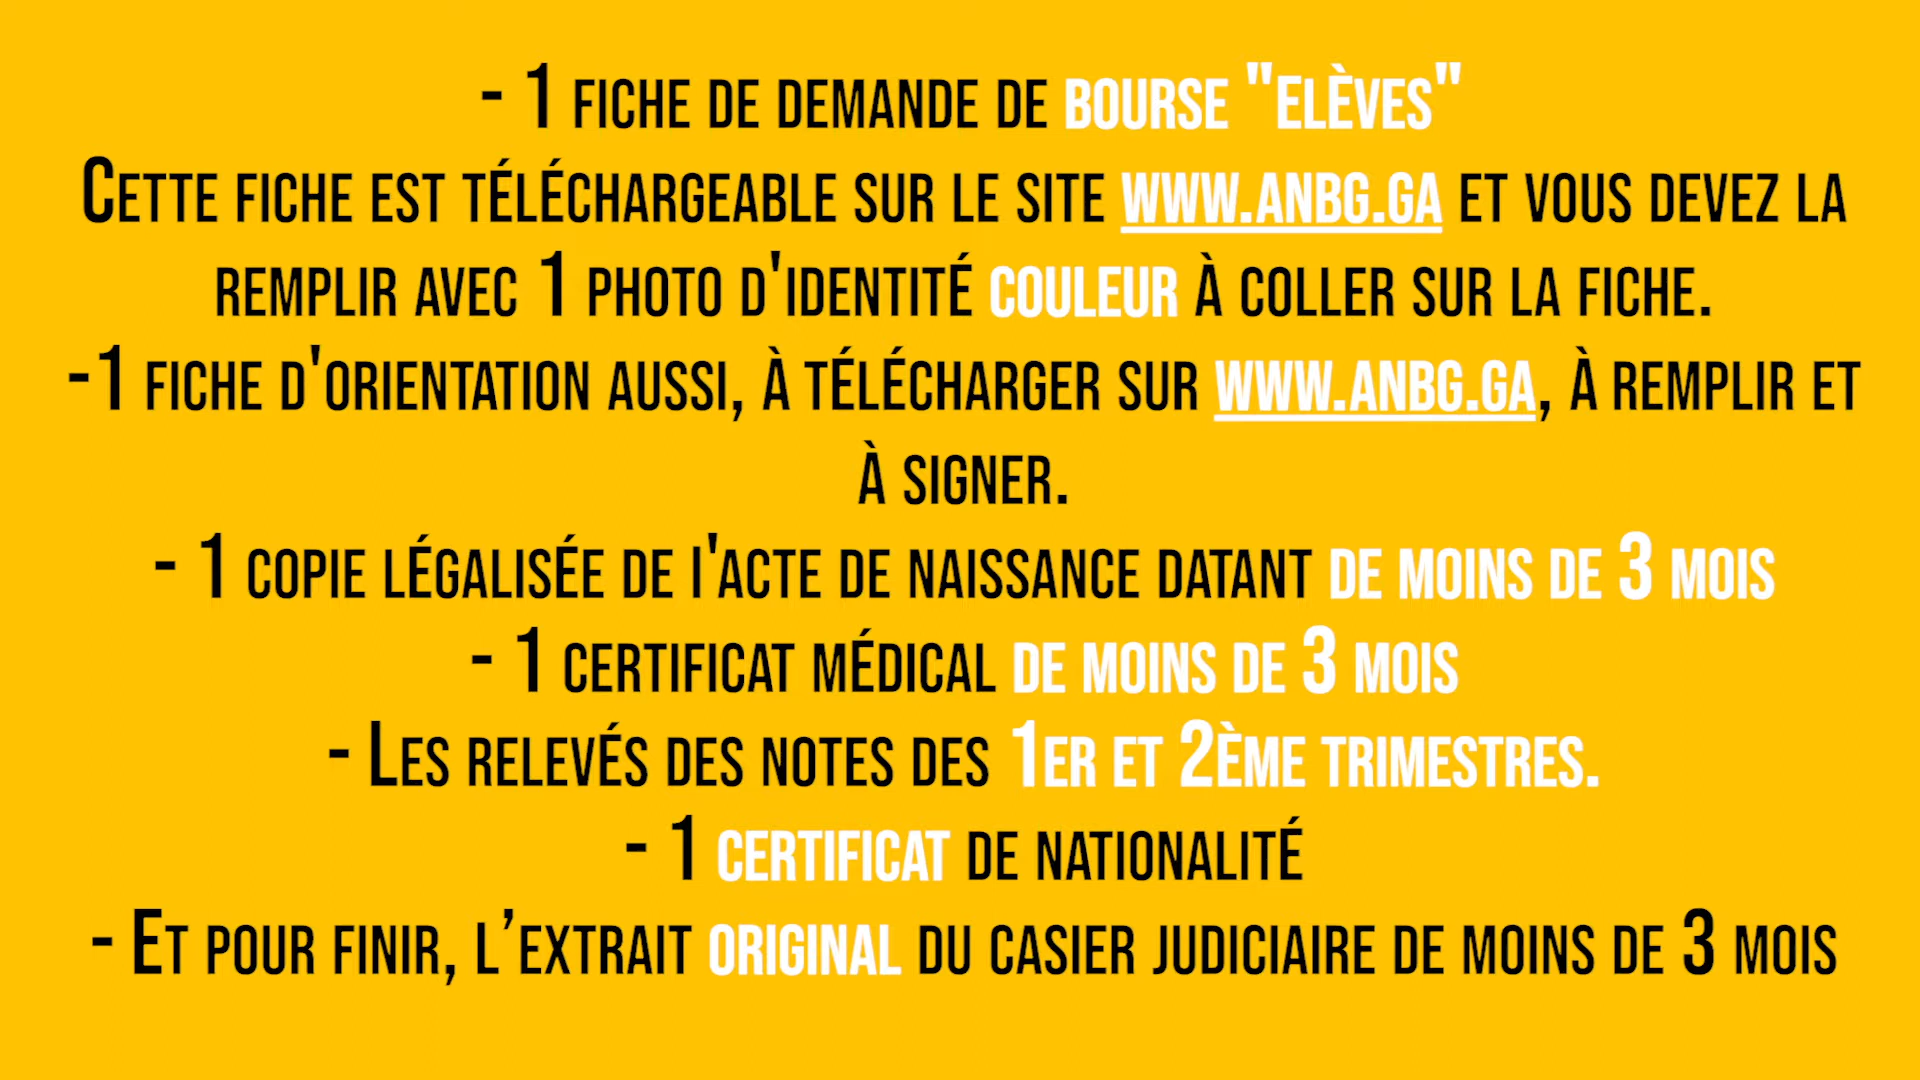 - 1 fiche de demande de bourse "Elèves"
Cette fiche est téléchargeable sur le site www.anbg.ga et vous devez la
remplir avec 1 photo d'identité couleur à coller sur la fiche.
-1 fiche d'orientation aussi, à télécharger sur www.anbg.ga, à remplir et
à signer.
- 1 copie légalisée de l'acte de naissance datant de moins de 3 mois
- 1 certificat médical de moins de 3 mois
- Les relevés des notes des 1er et 2ème trimestres.
- 1 certificat de nationalité
- Et pour finir, l’extrait original du casier judiciaire de moins de 3 mois